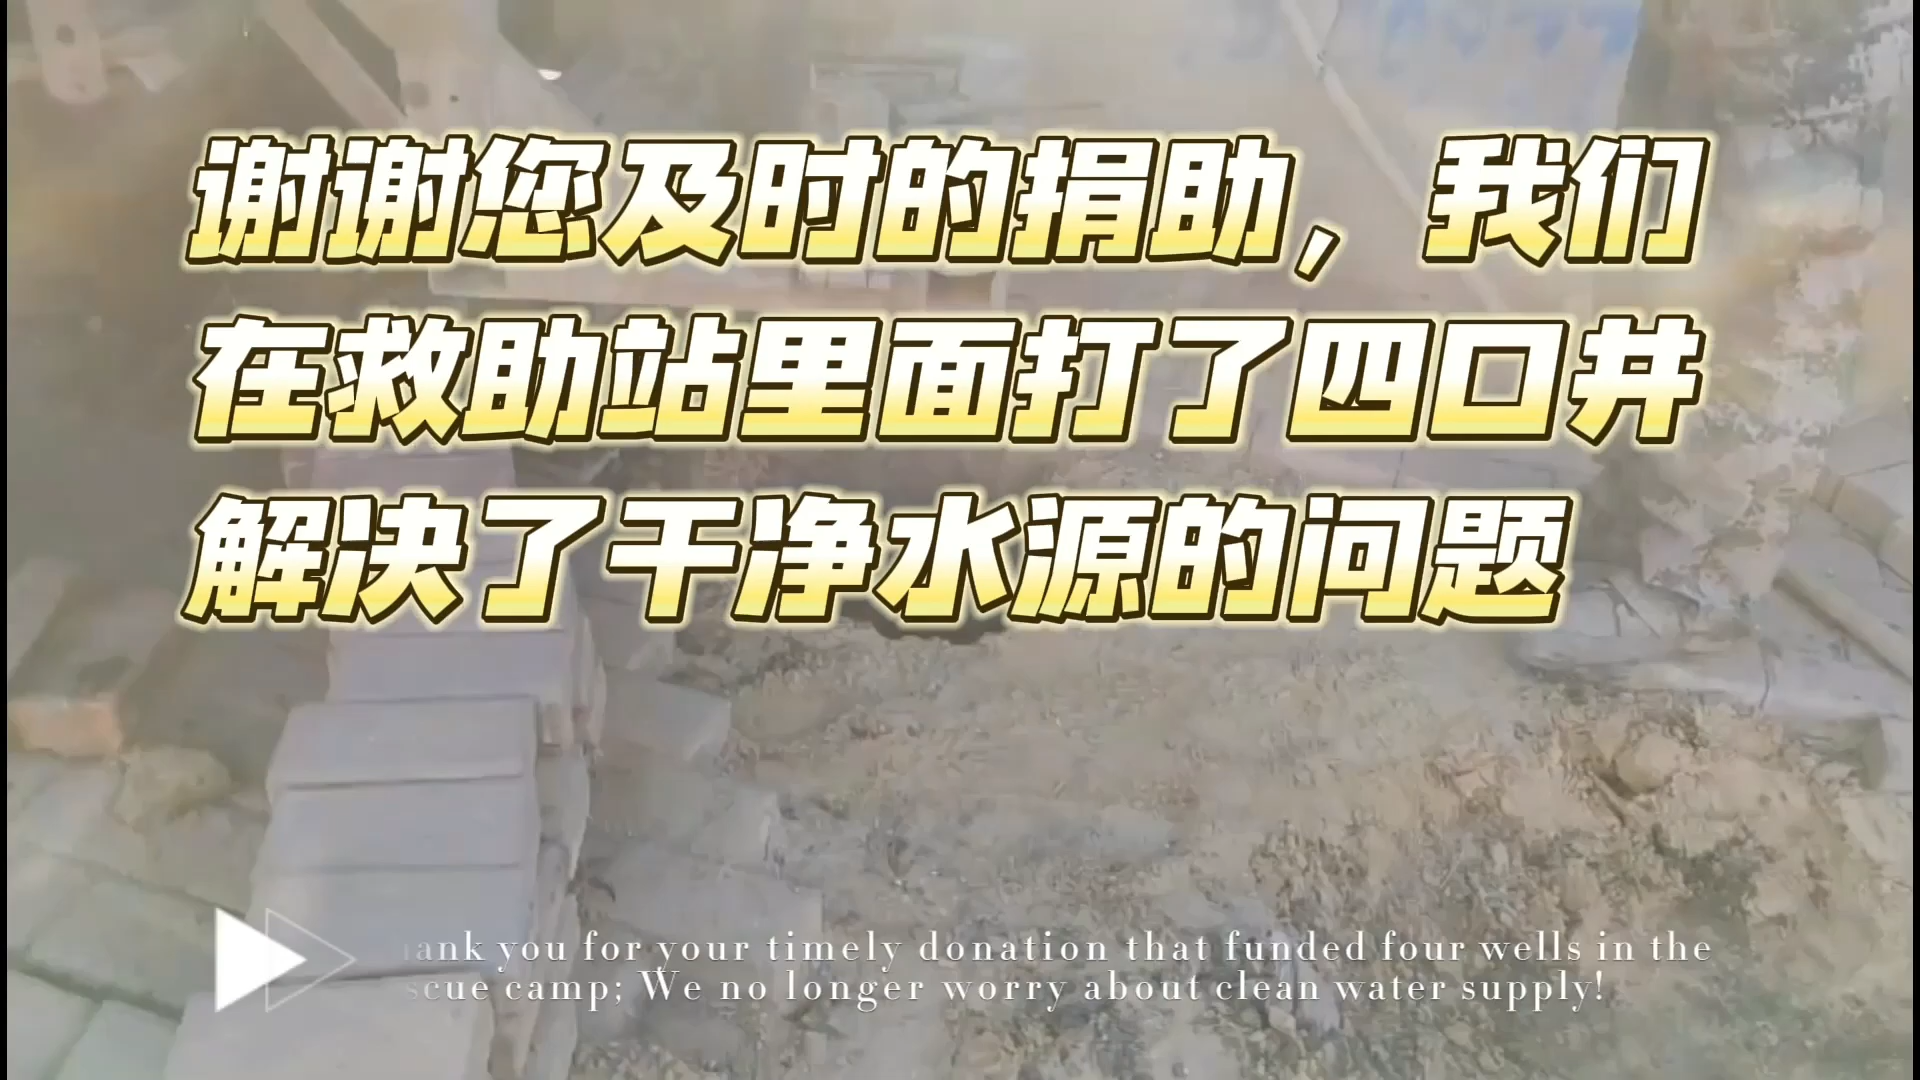 谢谢您及时的捐助，我们
在救助站里面打了四口井
解决了干净水源的问题
ank you for your timely donation that funded four wells in the
scue camp; We no longer worry about clean water supply!